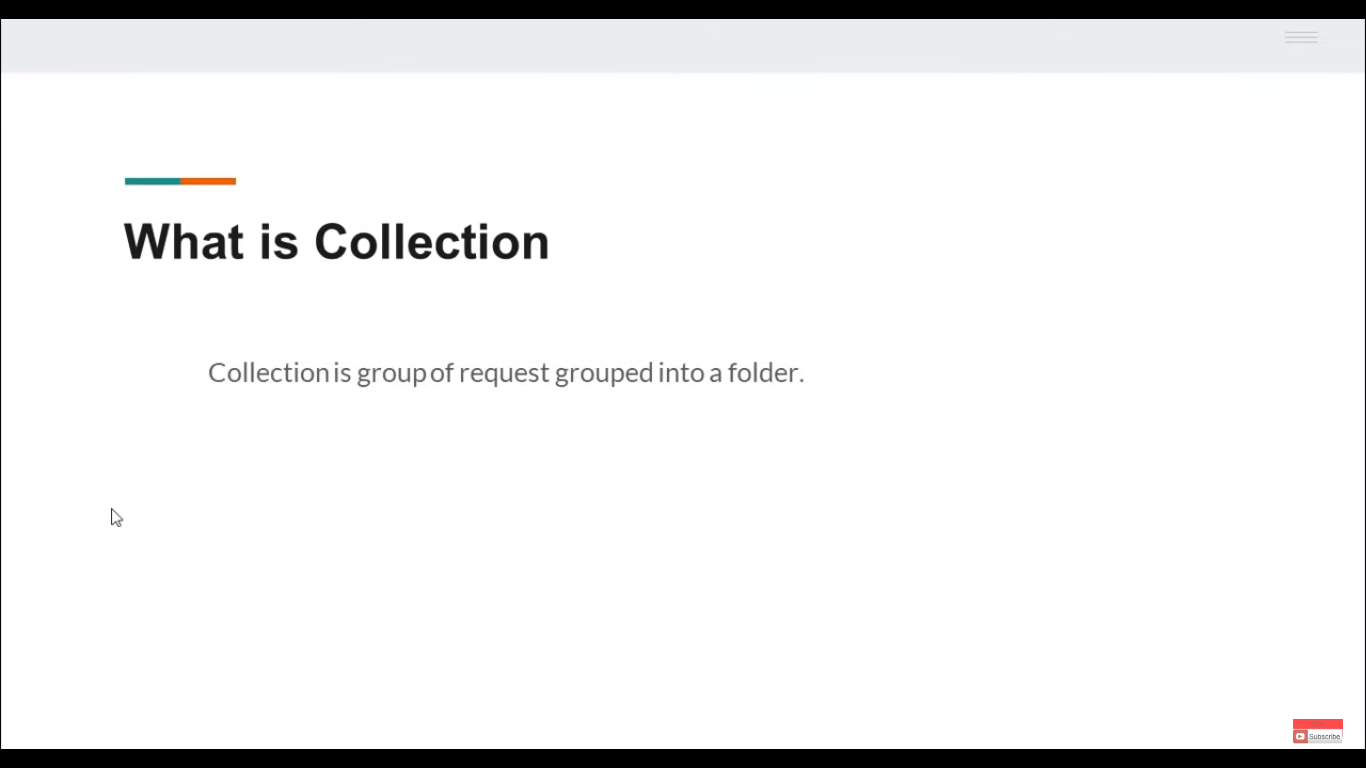 What is Collection
Collection is group of request grouped into a folder.
Subscribe